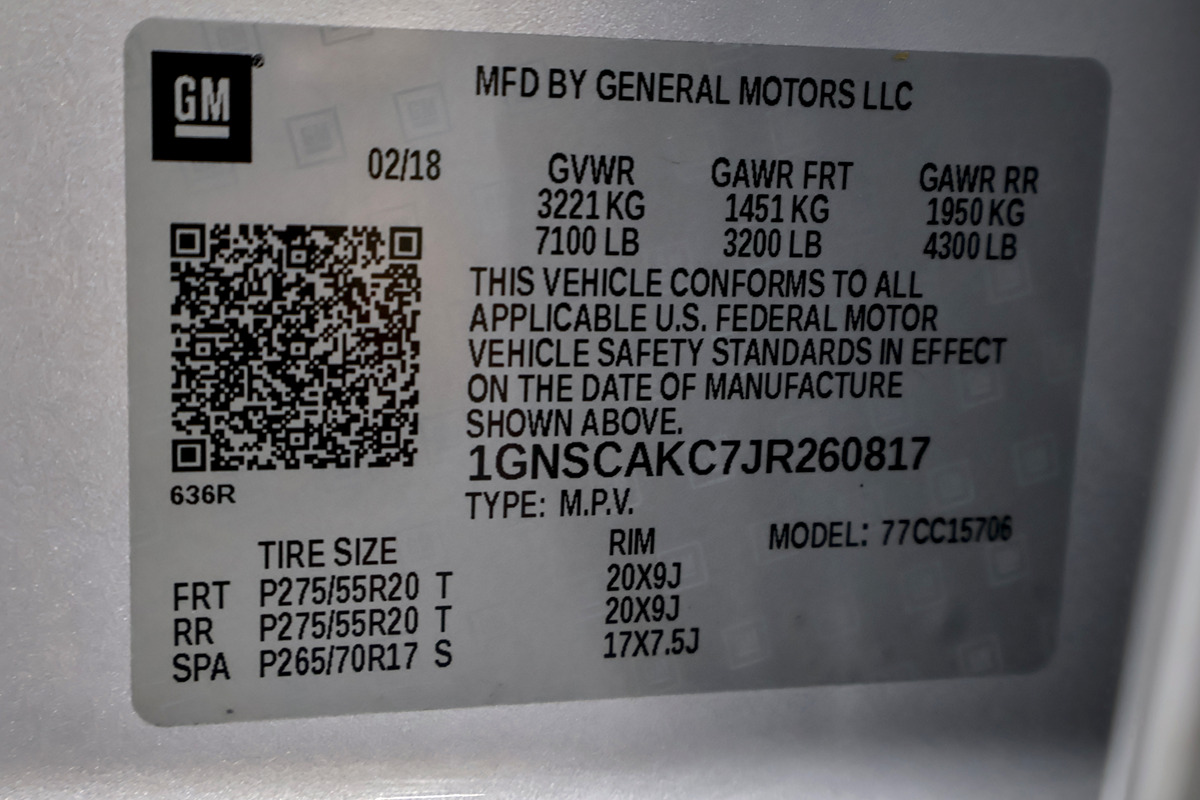 GM
MFD BY GENERAL MOTORS LLC
02/18
GVWR GAWR FRT GAWR RR
3221 KG 1451 KG 1950 KG
7100 LB 3200 LB 4300 LB
THIS VEHICLE CONFORMS TO ALL
APPLICABLE U.S. FEDERAL MOTOR
VEHICLE SAFETY STANDARDS IN EFFECT
ON THE DATE OF MANUFACTURE
SHOWN ABOVE.
1GNSCAKC7JR260817
636R
TYPE: M.P.V.
MODEL: 77CC15706
TIRE SIZE RIM
FRT P275/55R20 T 20X9J
RR P275/55R20 T 20X9J
SPA P265/70R17 S 17X7.5J